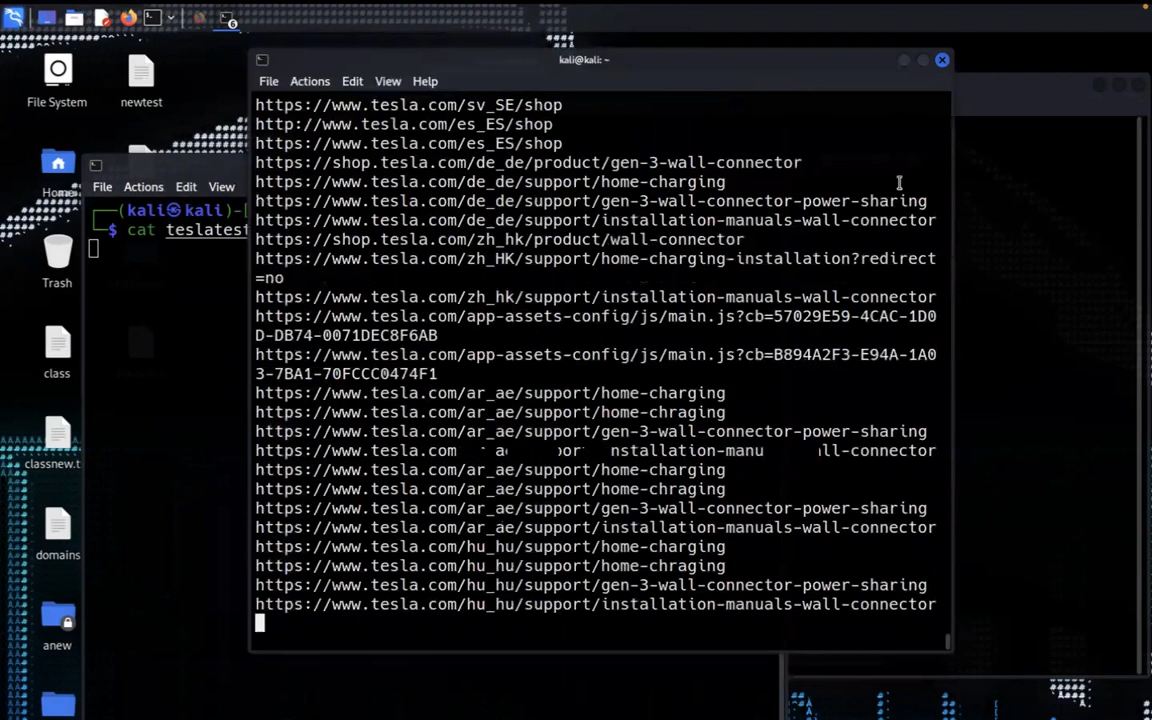 6
File System
newtest
Home
Trash
class
classnew.t
domains
anew
File Actions Edit View
┌──(kali㉿kali)-[
└─$ cat teslatest
kali@kali: ~
File Actions Edit View Help
https://www.tesla.com/sv_SE/shop
http://www.tesla.com/es_ES/shop
https://www.tesla.com/es_ES/shop
https://shop.tesla.com/de_de/product/gen-3-wall-connector
https://www.tesla.com/de_de/support/home-charging
https://www.tesla.com/de_de/support/gen-3-wall-connector-power-sharing
https://www.tesla.com/de_de/support/installation-manuals-wall-connector
https://shop.tesla.com/zh_hk/product/wall-connector
https://www.tesla.com/zh_HK/support/home-charging-installation?redirect
=no
https://www.tesla.com/zh_hk/support/installation-manuals-wall-connector
https://www.tesla.com/app-assets-config/js/main.js?cb=57029E59-4CAC-1D0
D-DB74-0071DEC8F6AB
https://www.tesla.com/app-assets-config/js/main.js?cb=B894A2F3-E94A-1A0
3-7BA1-70FCCC0474F1
https://www.tesla.com/ar_ae/support/home-charging
https://www.tesla.com/ar_ae/support/home-chraging
https://www.tesla.com/ar_ae/support/gen-3-wall-connector-power-sharing
https://www.tesla.com nstallation-manu ll-connector
https://www.tesla.com/ar_ae/support/home-charging
https://www.tesla.com/ar_ae/support/home-chraging
https://www.tesla.com/ar_ae/support/gen-3-wall-connector-power-sharing
https://www.tesla.com/ar_ae/support/installation-manuals-wall-connector
https://www.tesla.com/hu_hu/support/home-charging
https://www.tesla.com/hu_hu/support/home-chraging
https://www.tesla.com/hu_hu/support/gen-3-wall-connector-power-sharing
https://www.tesla.com/hu_hu/support/installation-manuals-wall-connector